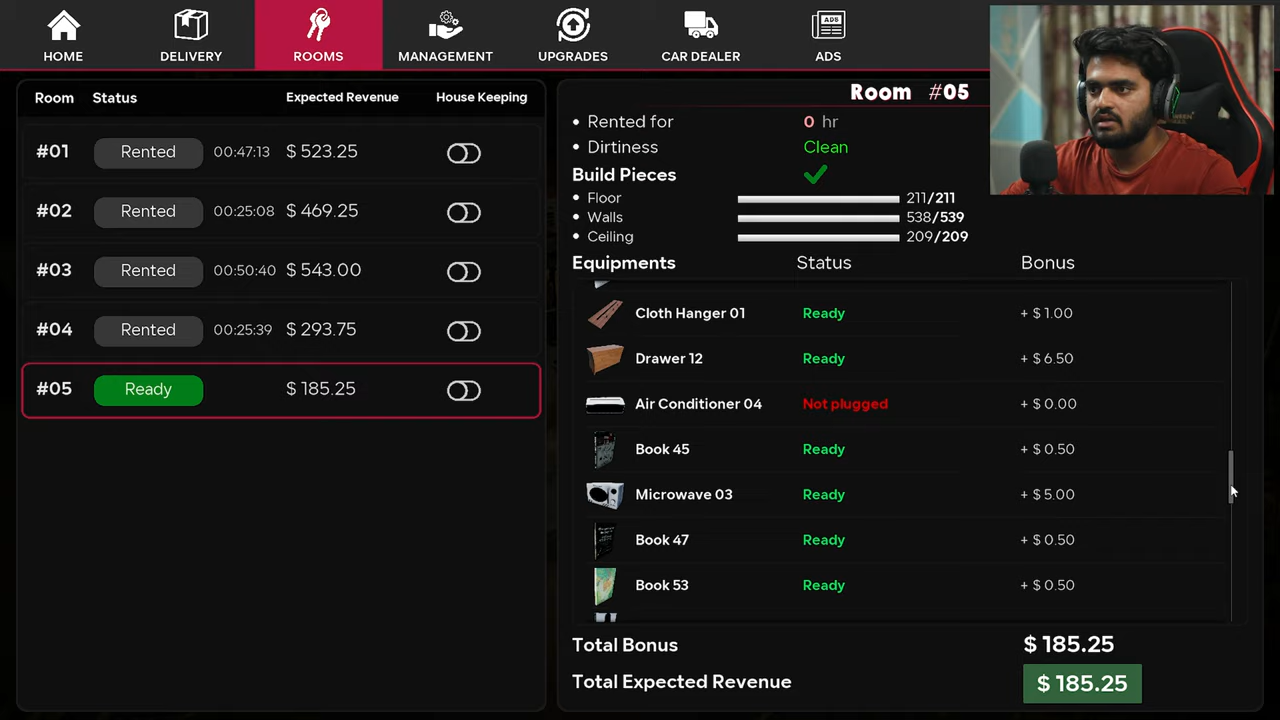 HOME DELIVERY ROOMS MANAGEMENT UPGRADES CAR DEALER ADS
Room Status Expected Revenue House Keeping
#01 Rented 00:47:13 $ 523.25
#02 Rented 00:25:08 $ 469.25
#03 Rented 00:50:40 $ 543.00
#04 Rented 00:25:39 $ 293.75
#05 Ready $ 185.25
Room #05
• Rented for 0 hr
• Dirtiness Clean
Build Pieces
• Floor 211/211
• Walls 538/539
• Ceiling 209/209
Equipments Status Bonus
Cloth Hanger 01 Ready + $ 1.00
Drawer 12 Ready + $ 6.50
Air Conditioner 04 Not plugged + $ 0.00
Book 45 Ready + $ 0.50
Microwave 03 Ready + $ 5.00
Book 47 Ready + $ 0.50
Book 53 Ready + $ 0.50
Total Bonus $ 185.25
Total Expected Revenue $ 185.25